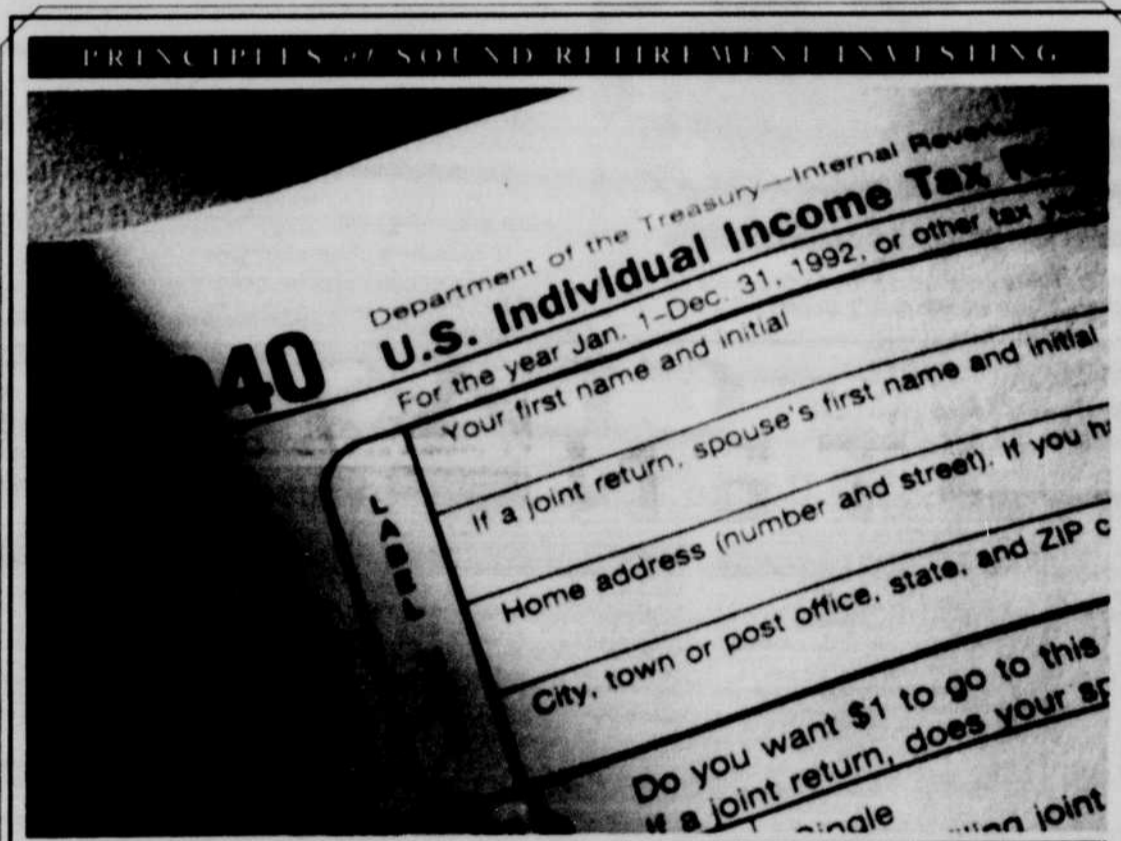 PRINCIPLES of SOUND RETIREMENT INVESTING
Department of the Treasury—Internal Revenu
U.S. Individual Income Tax R
40
For the year Jan. 1–Dec. 31, 1992, or other tax y
Your first name and initial
If a joint return, spouse's first name and initial
LABEL
Home address (number and street). If you h
City, town or post office, state, and ZIP c
Do you want $1 to go to this
If a joint return, does your sp
Single
joint